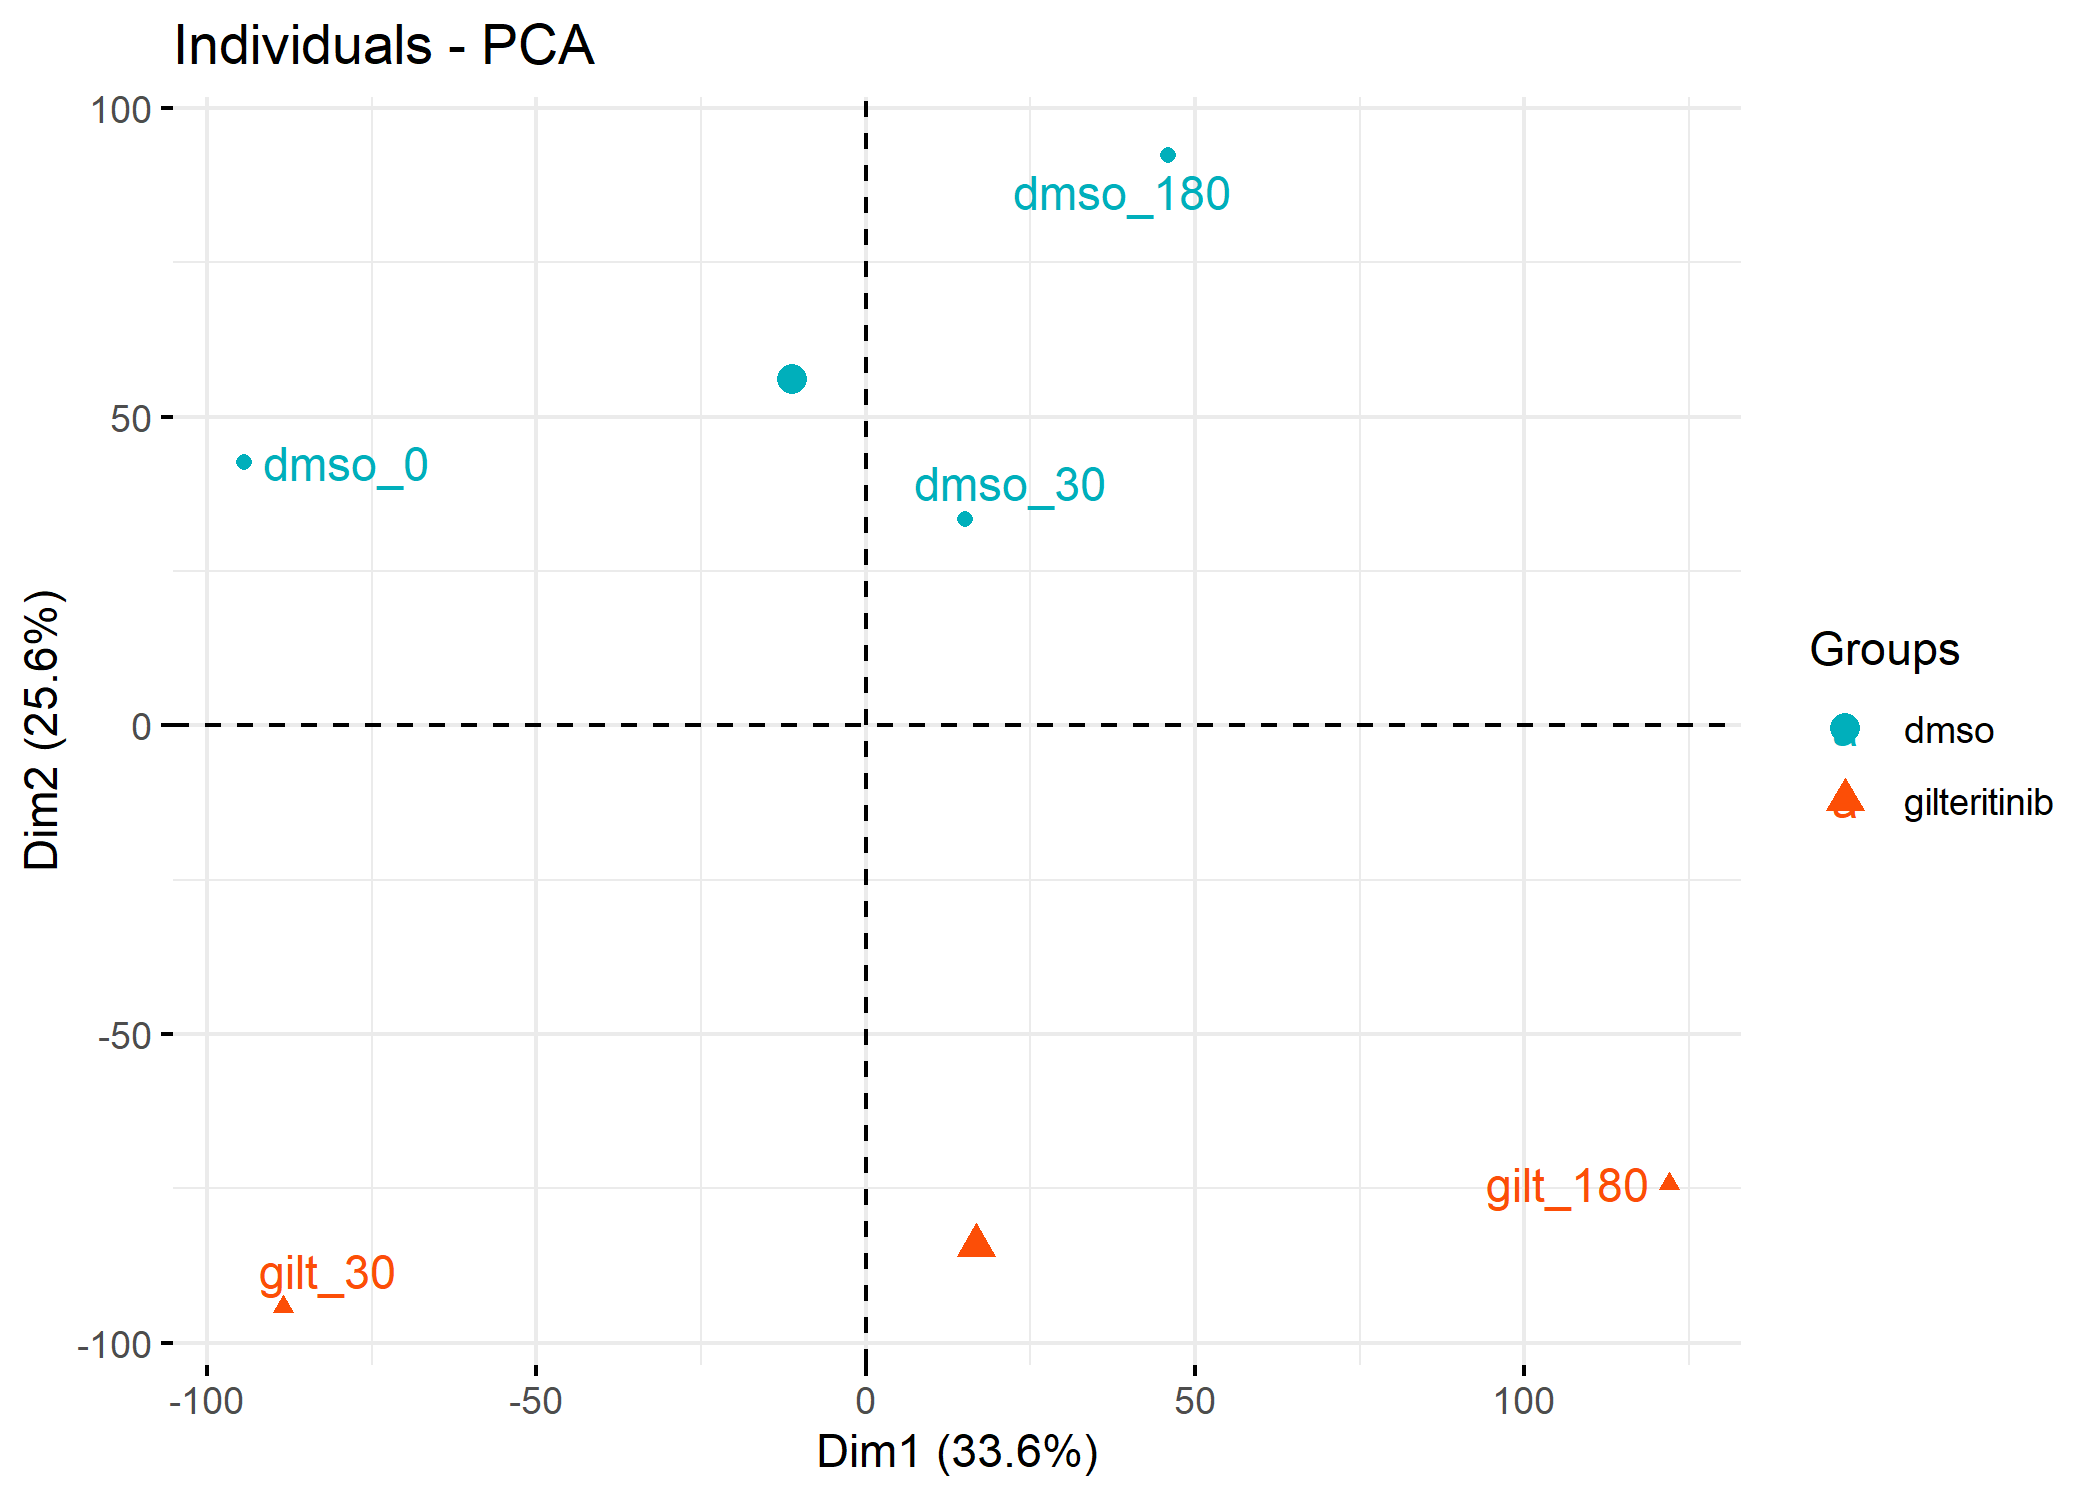 Individuals - PCA
100
50
0
-50
-100
Dim2 (25.6%)
dmso_180
dmso_0
dmso_30
gilt_180
gilt_30
-100
-50
0
50
100
Dim1 (33.6%)
Groups
a
dmso
a
gilteritinib